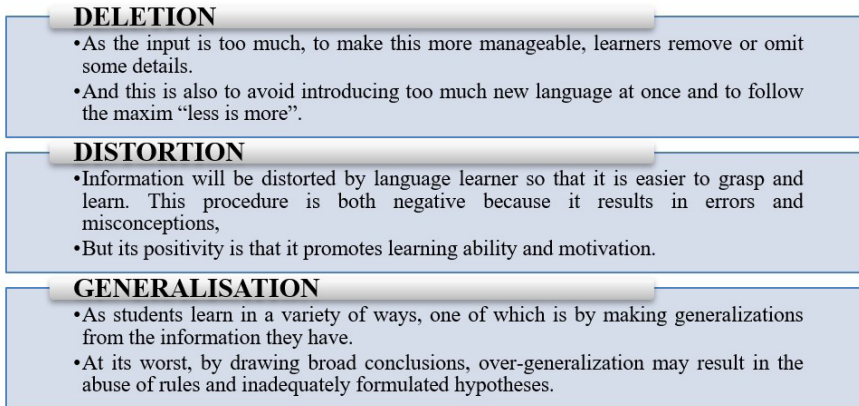 DELETION
•As the input is too much, to make this more manageable, learners remove or omit
some details.
•And this is also to avoid introducing too much new language at once and to follow
the maxim “less is more”.
DISTORTION
•Information will be distorted by language learner so that it is easier to grasp and
learn. This procedure is both negative because it results in errors and
misconceptions,
•But its positivity is that it promotes learning ability and motivation.
GENERALISATION
•As students learn in a variety of ways, one of which is by making generalizations
from the information they have.
•At its worst, by drawing broad conclusions, over-generalization may result in the
abuse of rules and inadequately formulated hypotheses.